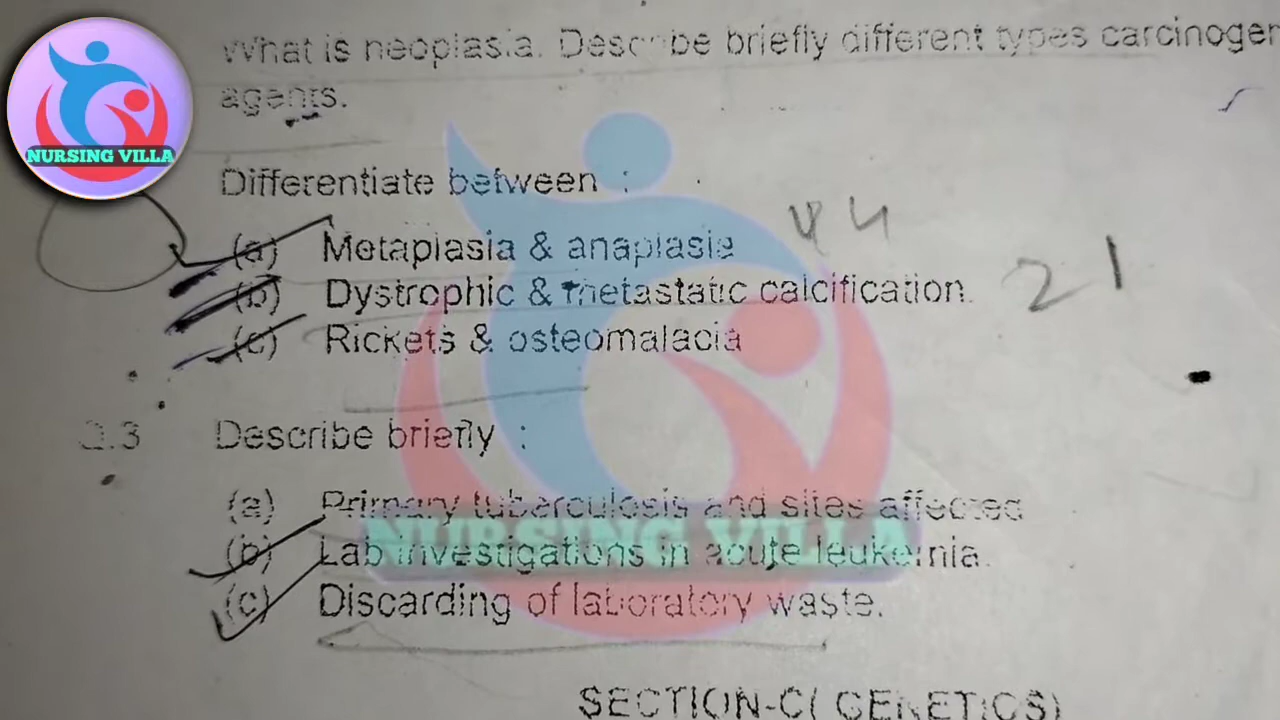 NURSING VILLA
What is neoplasia. Describe briefly different types carcinogen
agents.
Differentiate between :
(a) Metaplasia & anaplasia
44
(b) Dystrophic & metastatic calcification.
21
(c) Rickets & osteomalacia
Q.3 Describe briefly :
(a) Primary tuberculosis and sites affected
NURSING VILLA
(b) Lab investigations in acute leukemia.
(c) Discarding of laboratory waste.
SECTION-C( GENETICS)